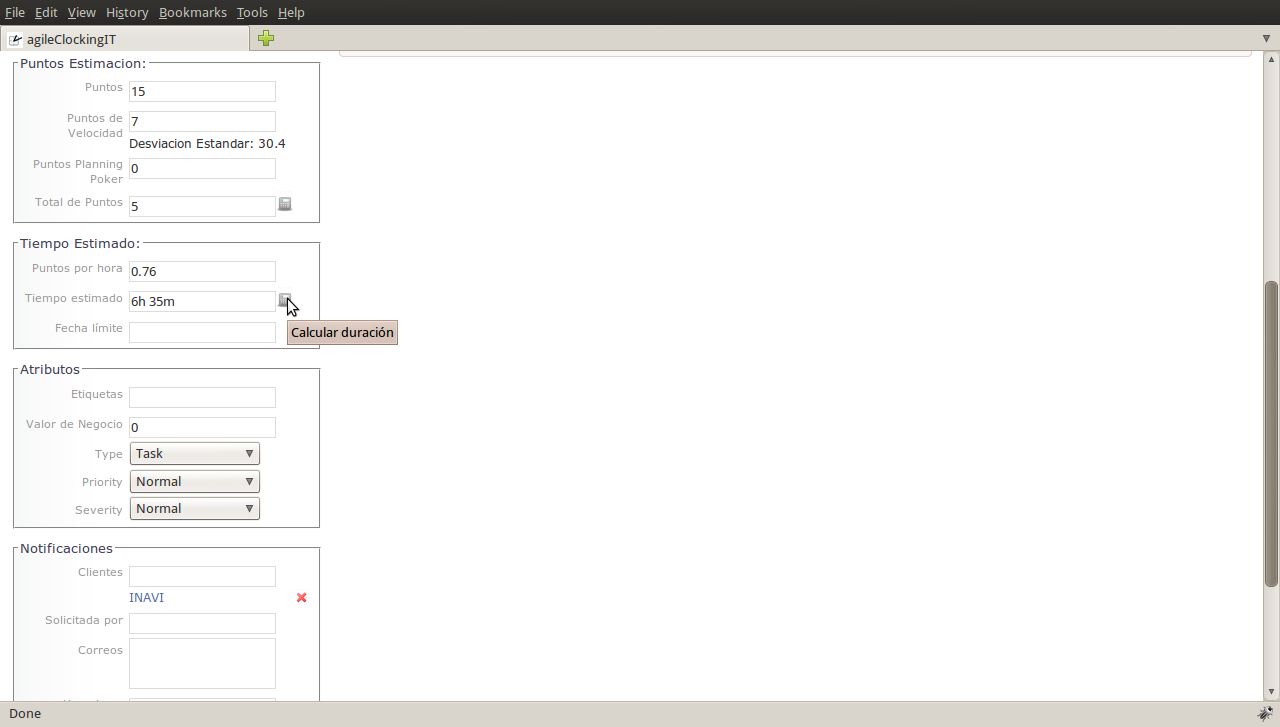 File Edit View History Bookmarks Tools Help
agileClockingIT
Puntos Estimacion:
Puntos 15
Puntos de Velocidad 7
Desviacion Estandar: 30.4
Puntos Planning Poker 0
Total de Puntos 5
Tiempo Estimado:
Puntos por hora 0.76
Tiempo estimado 6h 35m
Calcular duración
Fecha límite
Atributos
Etiquetas
Valor de Negocio 0
Type Task
Priority Normal
Severity Normal
Notificaciones
Clientes
INAVI
Solicitada por
Correos
Done